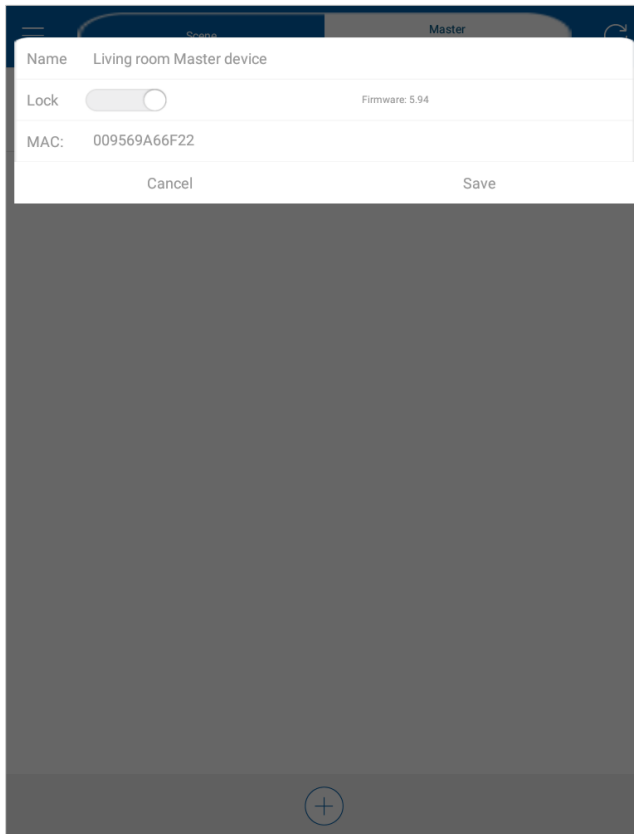 Scene
Master
Name Living room Master device
Lock Firmware: 5.94
MAC: 009569A66F22
Cancel Save